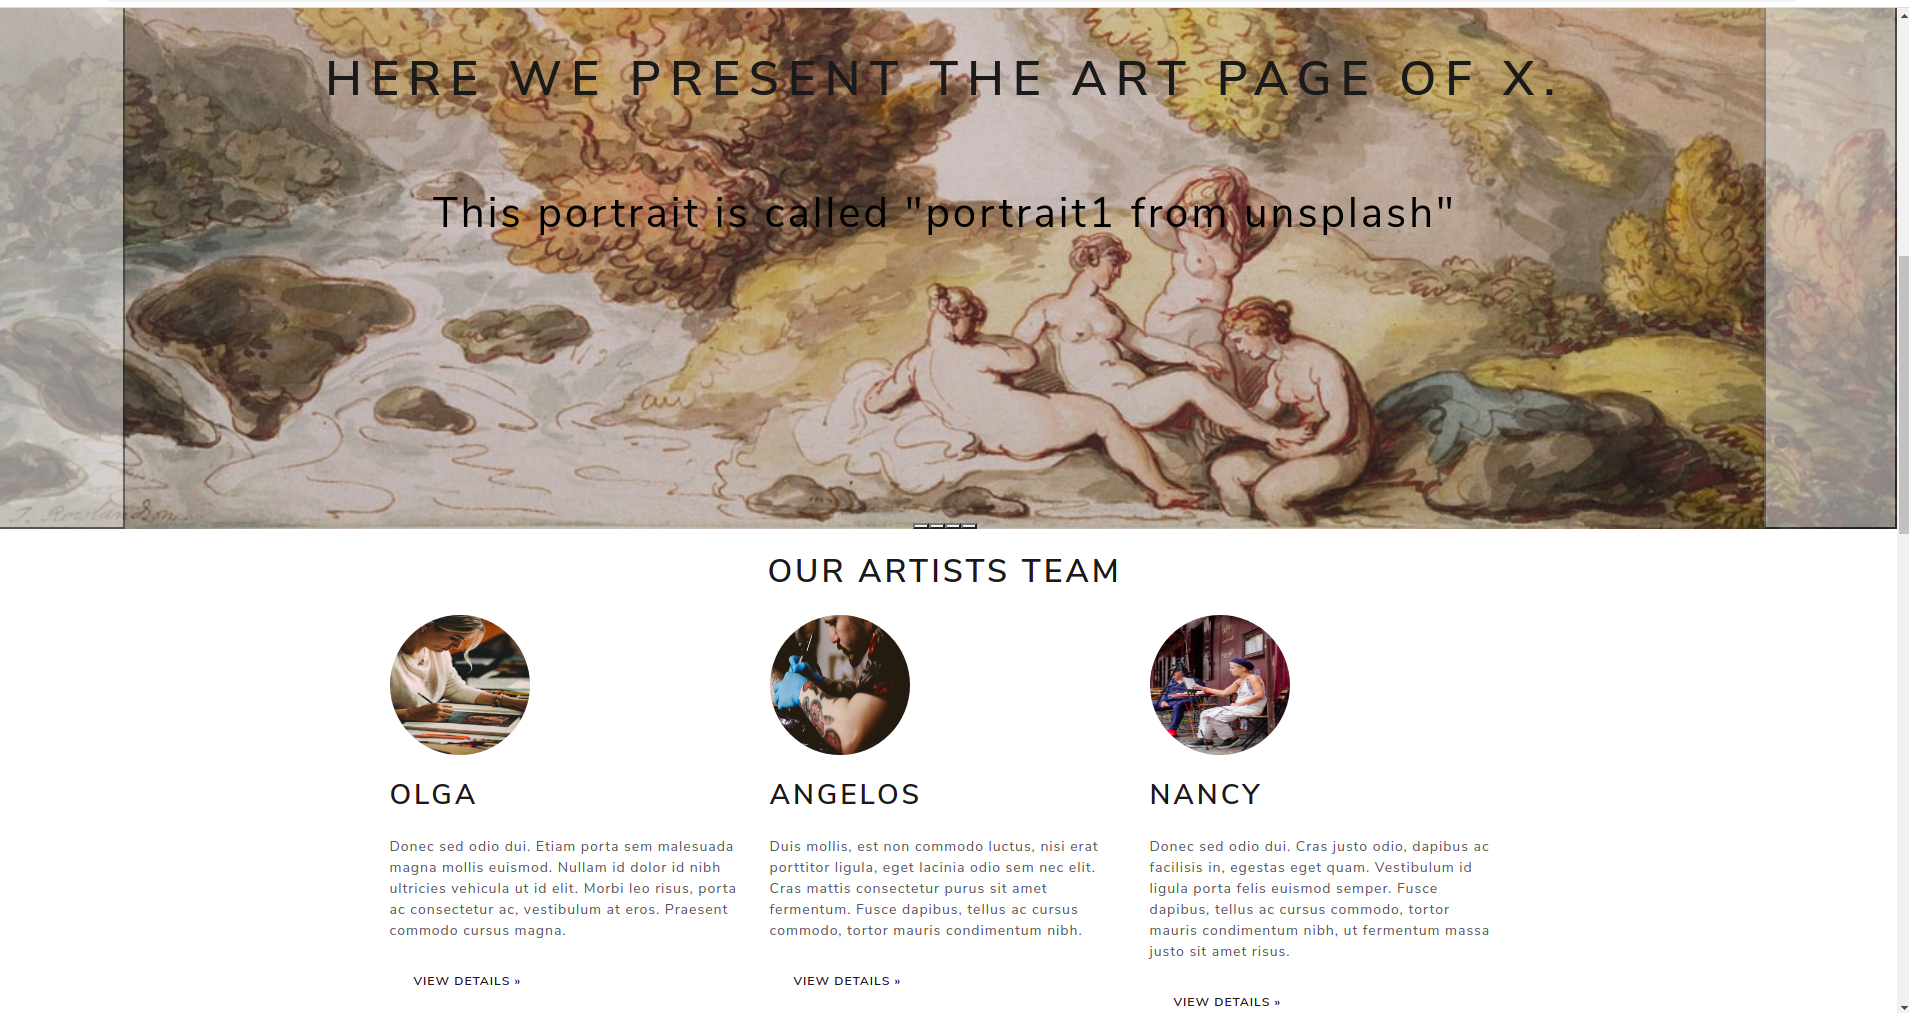 HERE WE PRESENT THE ART PAGE OF X.
This portrait is called "portrait1 from unsplash"
T. Rowlandson.
OUR ARTISTS TEAM
OLGA
Donec sed odio dui. Etiam porta sem malesuada
magna mollis euismod. Nullam id dolor id nibh
ultricies vehicula ut id elit. Morbi leo risus, porta
ac consectetur ac, vestibulum at eros. Praesent
commodo cursus magna.
VIEW DETAILS »
ANGELOS
Duis mollis, est non commodo luctus, nisi erat
porttitor ligula, eget lacinia odio sem nec elit.
Cras mattis consectetur purus sit amet
fermentum. Fusce dapibus, tellus ac cursus
commodo, tortor mauris condimentum nibh.
VIEW DETAILS »
NANCY
Donec sed odio dui. Cras justo odio, dapibus ac
facilisis in, egestas eget quam. Vestibulum id
ligula porta felis euismod semper. Fusce
dapibus, tellus ac cursus commodo, tortor
mauris condimentum nibh, ut fermentum massa
justo sit amet risus.
VIEW DETAILS »